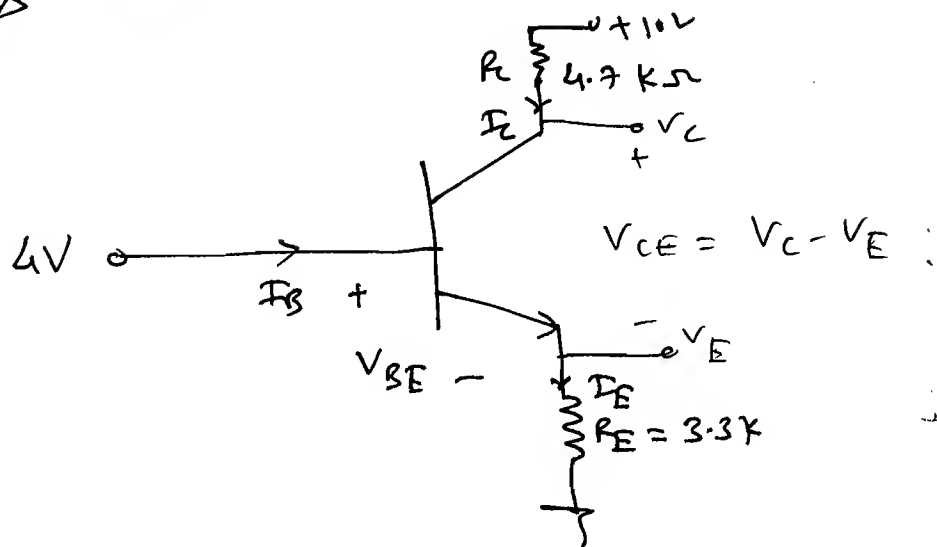 +10V
Rc 4.7 KΩ
Ic
Vc
+
4V
VCE = VC - VE :
IB +
-
VE
VBE -
IE
RE = 3.3K